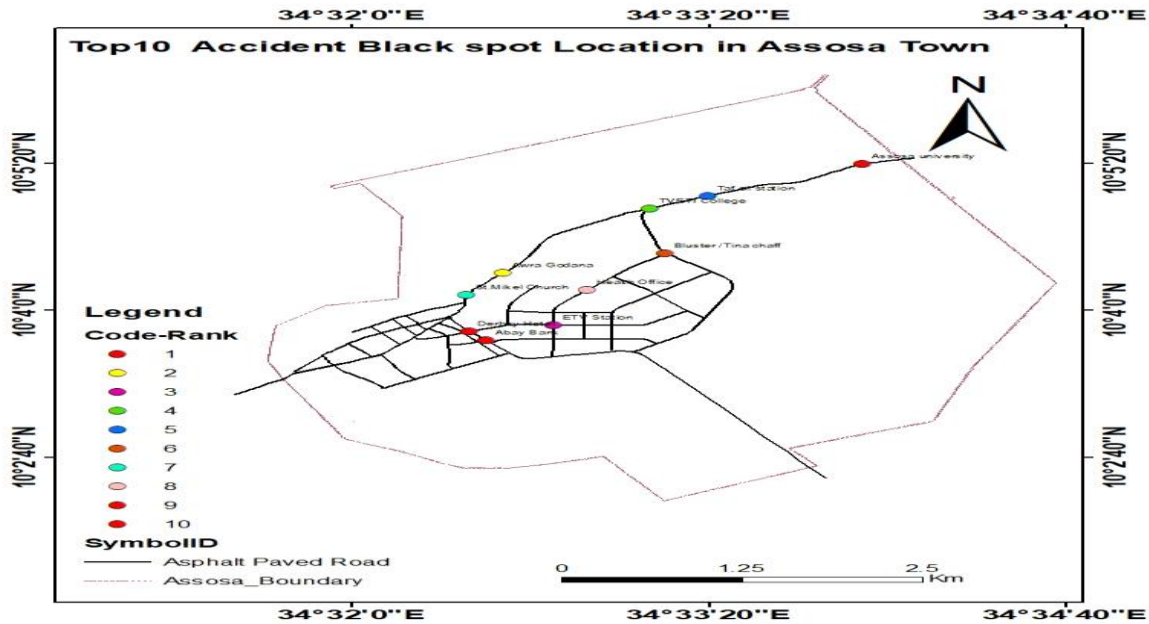 34°32'0"E 34°33'20"E 34°34'40"E
Top10 Accident Black spot Location in Assosa Town
N
10°5'20"N 10°5'20"N
Assosa university
station
College
Bluster /Tina chaff
Awra Godana
Office
St.Mikel Church
10°4'0"N 10°4'0"N
ETV Station
Abay Bank
Legend
Code-Rank
1
2
3
4
5
6
7
8
9
10
10°2'40"N 10°2'40"N
SymbolID
Asphalt Paved Road
Assosa_Boundary
0 1.25 2.5
Km
34°32'0"E 34°33'20"E 34°34'40"E